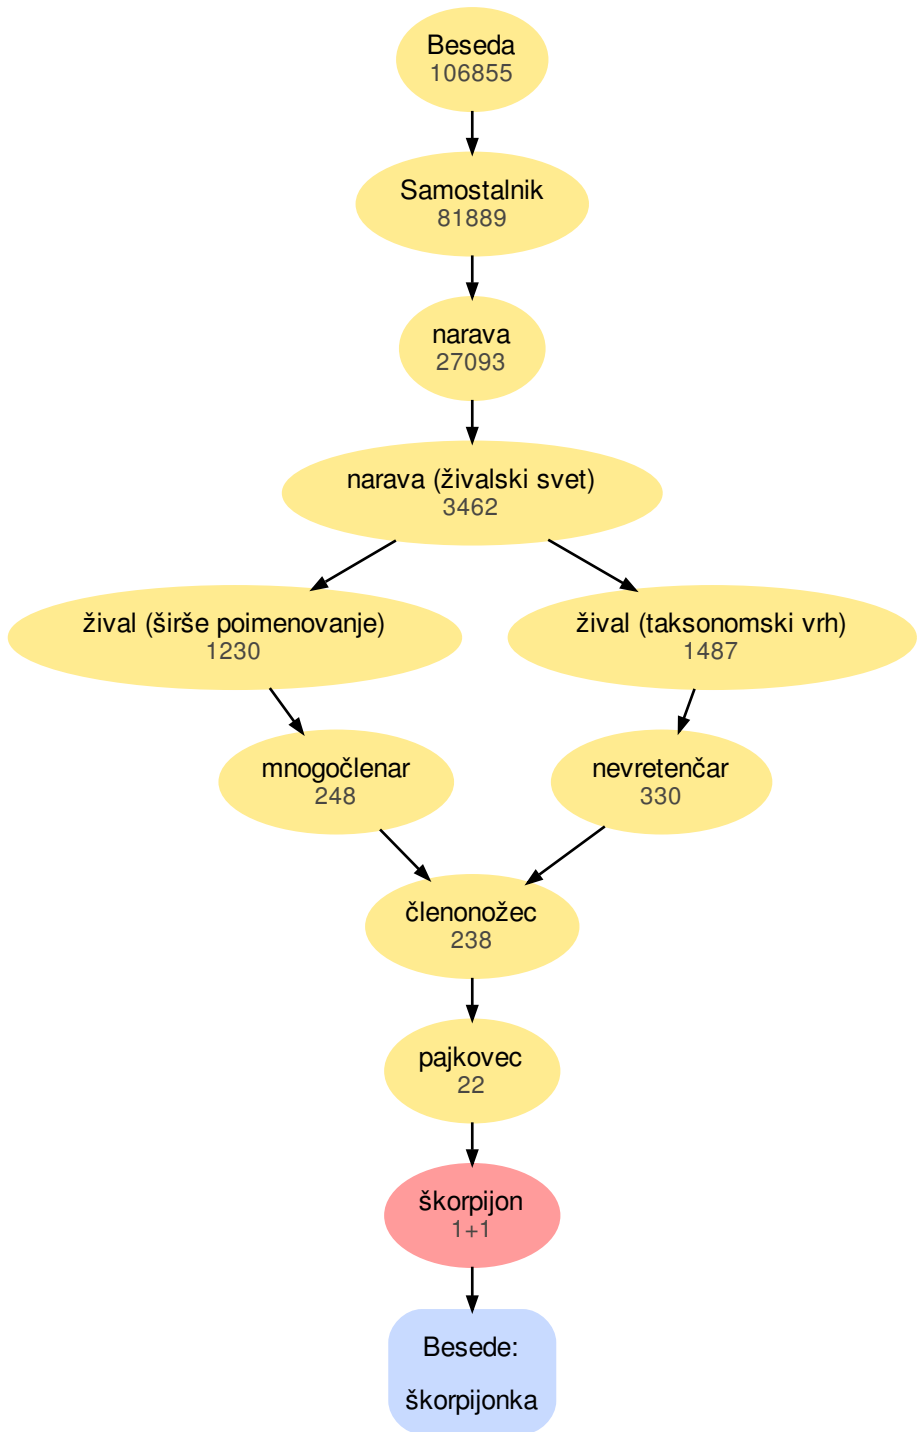 Beseda
106855
Samostalnik
81889
narava
27093
narava (živalski svet)
3462
žival (širše poimenovanje)
1230
žival (taksonomski vrh)
1487
mnogočlenar
248
nevretenčar
330
členonožec
238
pajkovec
22
škorpijon
1+1
Besede:
škorpijonka